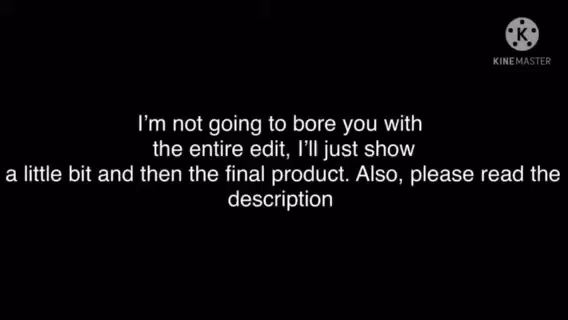 K
KINEMASTER
I'm not going to bore you with
the entire edit, I'll just show
a little bit and then the final product. Also, please read the
description